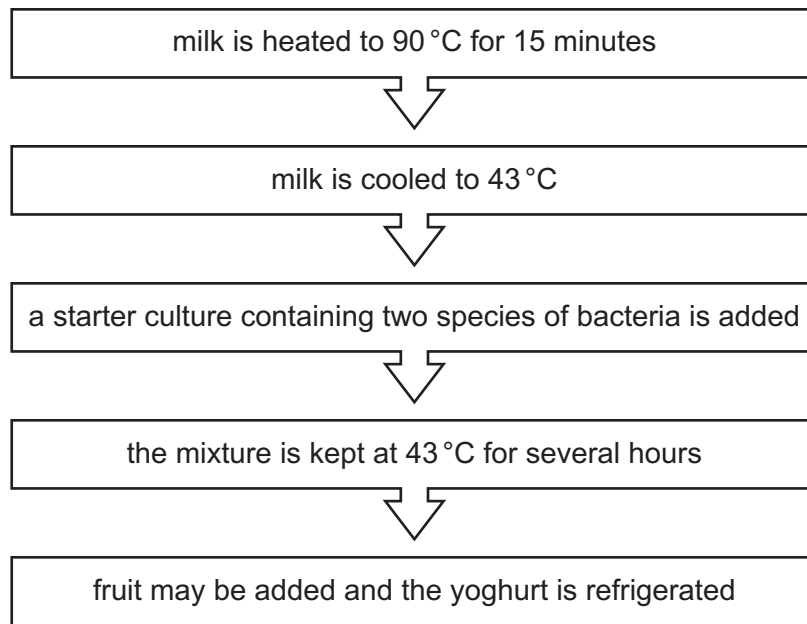 milk is heated to 90 °C for 15 minutes
milk is cooled to 43 °C
a starter culture containing two species of bacteria is added
the mixture is kept at 43 °C for several hours
fruit may be added and the yoghurt is refrigerated